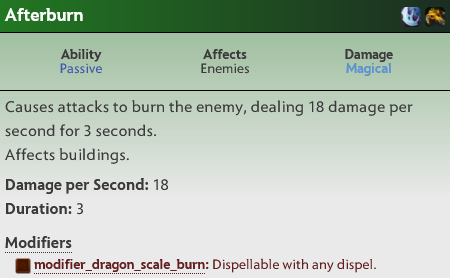 Afterburn
Ability Affects Damage
Passive Enemies Magical
Causes attacks to burn the enemy, dealing 18 damage per
second for 3 seconds.
Affects buildings.
Damage per Second: 18
Duration: 3
Modifiers
modifier_dragon_scale_burn: Dispellable with any dispel.